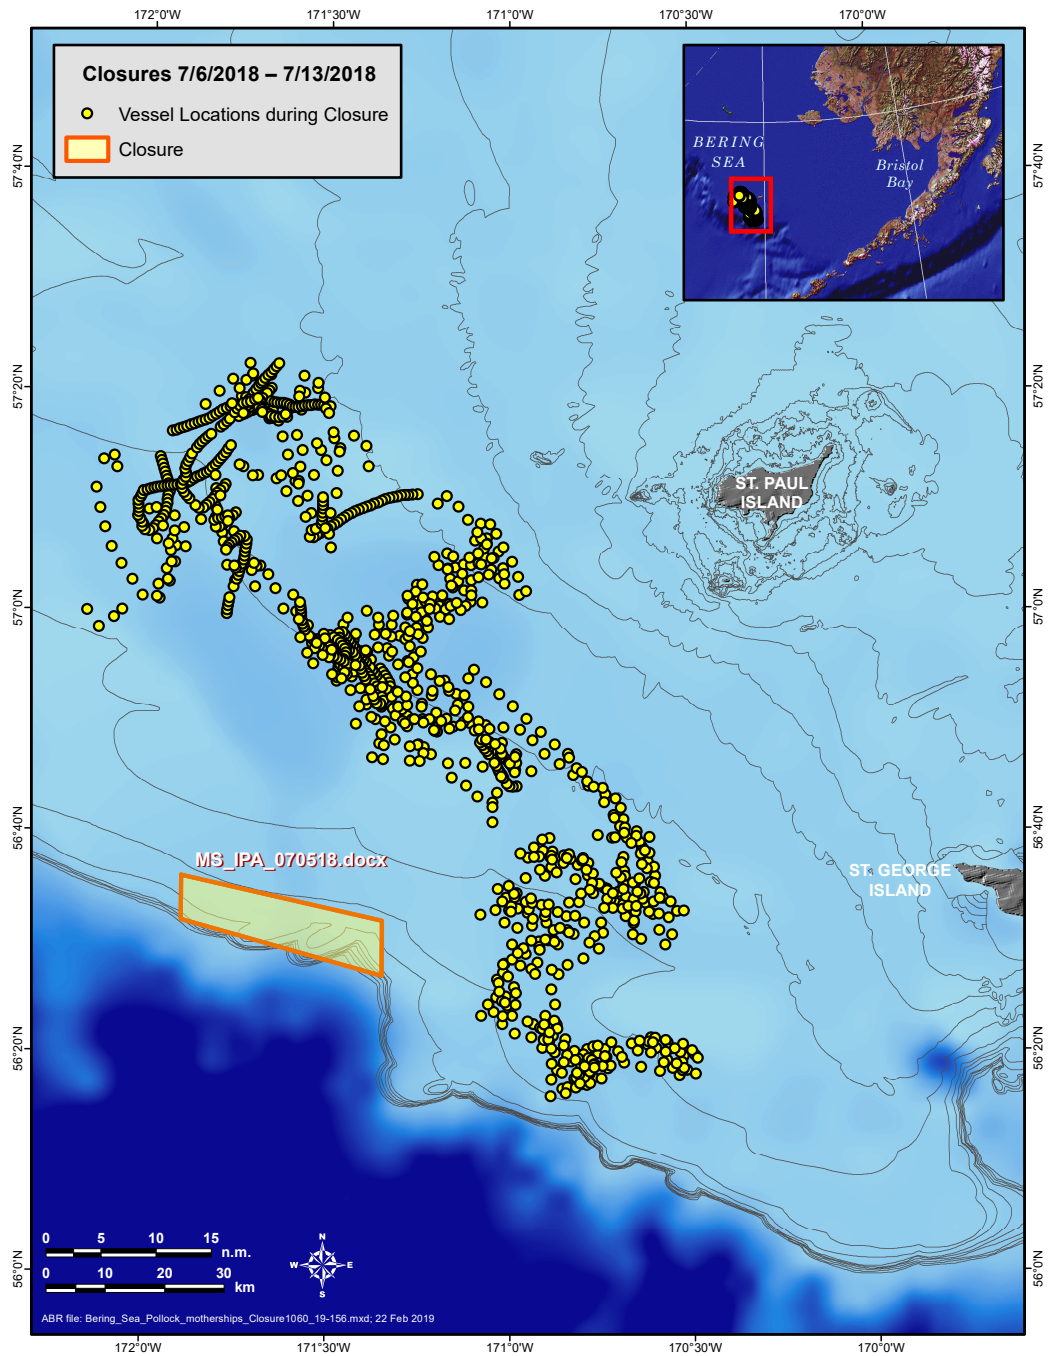 172°0'W 171°30'W 171°0'W 170°30'W 170°0'W
Closures 7/6/2018 – 7/13/2018
Vessel Locations during Closure
Closure
BERING
SEA
Bristol
Bay
57°40'N 57°40'N
57°20'N 57°20'N
ST. PAUL
ISLAND
57°0'N 57°0'N
56°40'N 56°40'N
MS_IPA_070518.docx
ST. GEORGE
ISLAND
56°20'N 56°20'N
0 5 10 15
n.m.
0 10 20 30
km
N
W E
S
56°0'N 56°0'N
ABR file: Bering_Sea_Pollock_motherships_Closure1060_19-156.mxd; 22 Feb 2019
172°0'W 171°30'W 171°0'W 170°30'W 170°0'W